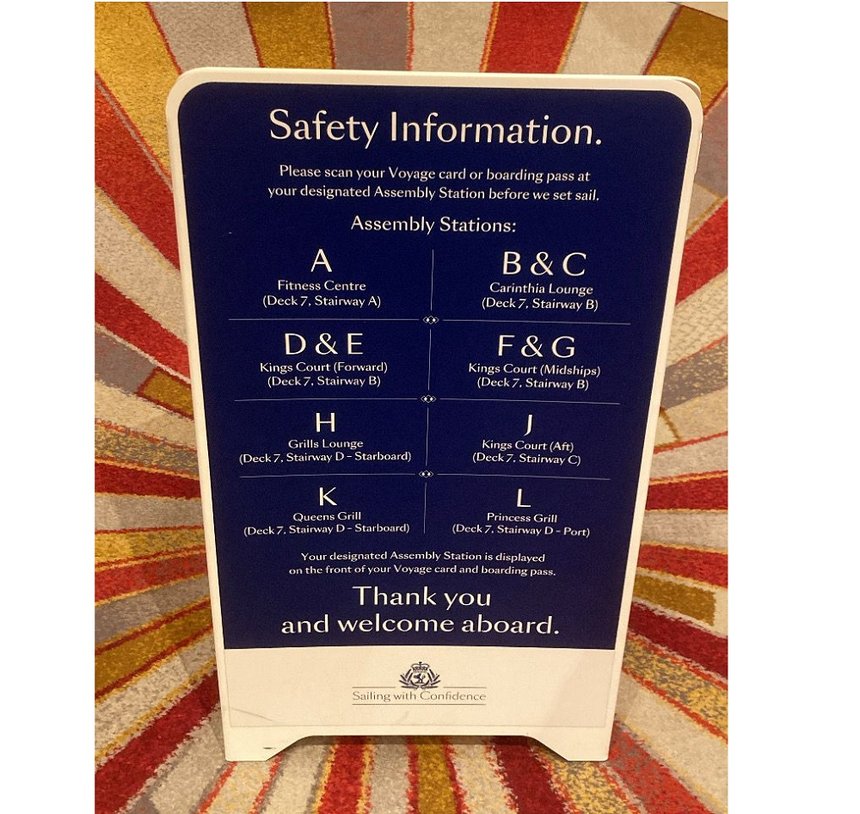 Safety Information.
Please scan your Voyage card or boarding pass at
your designated Assembly Station before we set sail.
Assembly Stations:
A
Fitness Centre
(Deck 7, Stairway A)
B & C
Carinthia Lounge
(Deck 7, Stairway B)
D & E
Kings Court (Forward)
(Deck 7, Stairway B)
F & G
Kings Court (Midships)
(Deck 7, Stairway B)
H
Grills Lounge
(Deck 7, Stairway D – Starboard)
J
Kings Court (Aft)
(Deck 7, Stairway C)
K
Queens Grill
(Deck 7, Stairway D – Starboard)
L
Princess Grill
(Deck 7, Stairway D – Port)
Your designated Assembly Station is displayed
on the front of your Voyage card and boarding pass.
Thank you
and welcome aboard.
Sailing with Confidence